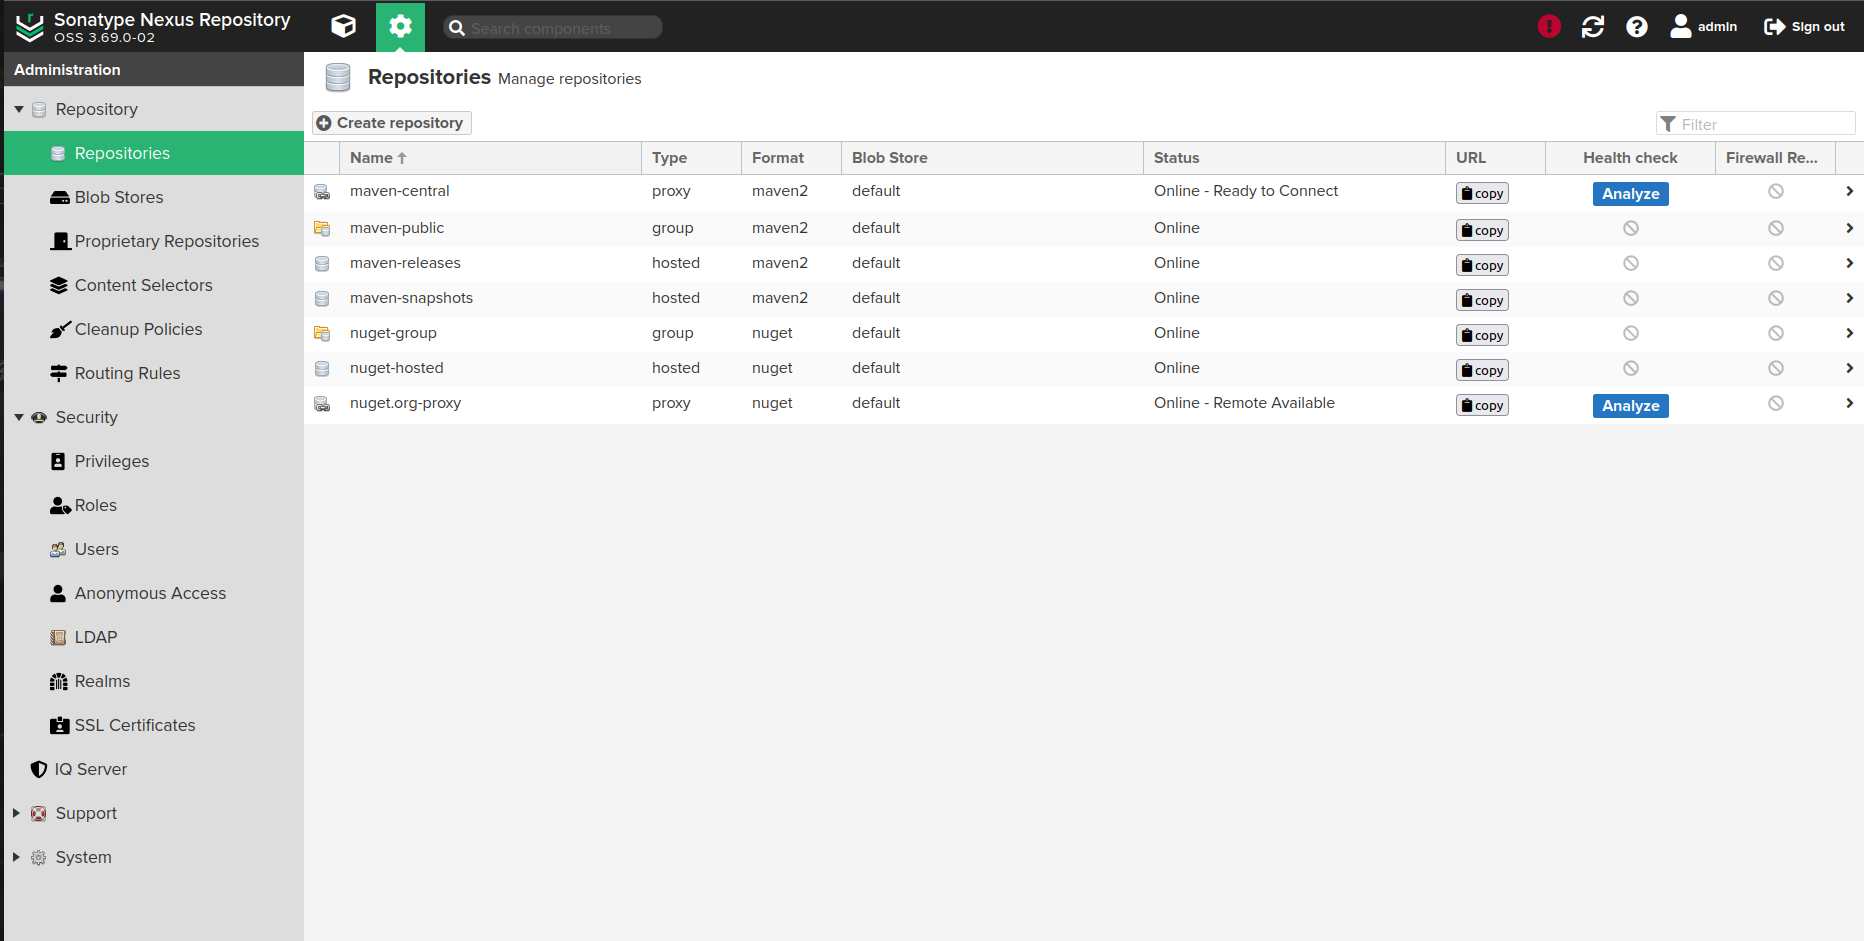 Sonatype Nexus Repository
OSS 3.69.0-02
Search components
admin
Sign out
Administration
Repository
Repositories
Blob Stores
Proprietary Repositories
Content Selectors
Cleanup Policies
Routing Rules
Security
Privileges
Roles
Users
Anonymous Access
LDAP
Realms
SSL Certificates
IQ Server
Support
System
Repositories Manage repositories
Create repository
Filter
Name Type Format Blob Store Status URL Health check Firewall Re...
maven-central proxy maven2 default Online - Ready to Connect copy Analyze
maven-public group maven2 default Online copy
maven-releases hosted maven2 default Online copy
maven-snapshots hosted maven2 default Online copy
nuget-group group nuget default Online copy
nuget-hosted hosted nuget default Online copy
nuget.org-proxy proxy nuget default Online - Remote Available copy Analyze